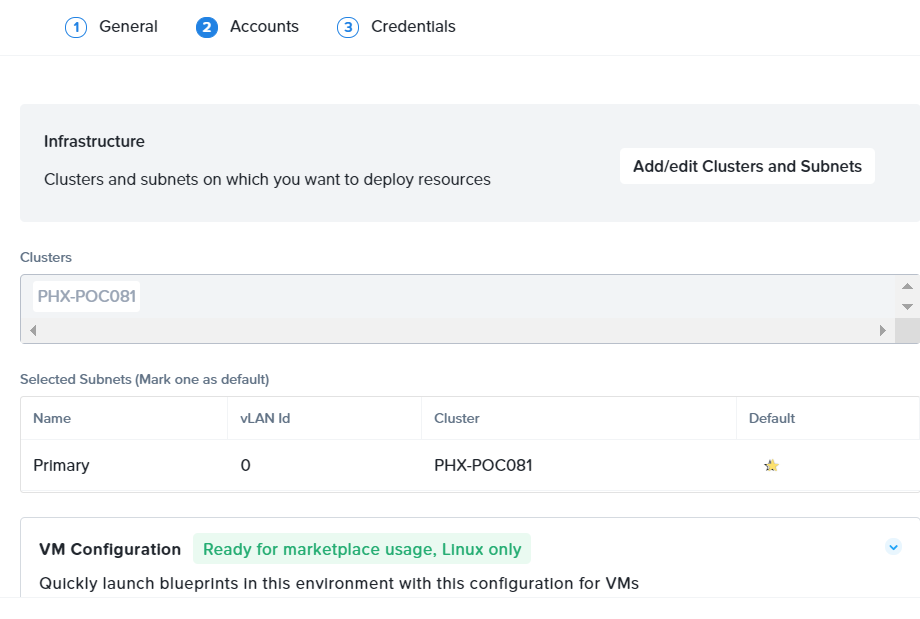 1 General 2 Accounts 3 Credentials
Infrastructure
Clusters and subnets on which you want to deploy resources
Add/edit Clusters and Subnets
Clusters
PHX-POC081
Selected Subnets (Mark one as default)
Name vLAN Id Cluster Default
Primary 0 PHX-POC081
VM Configuration Ready for marketplace usage, Linux only
Quickly launch blueprints in this environment with this configuration for VMs